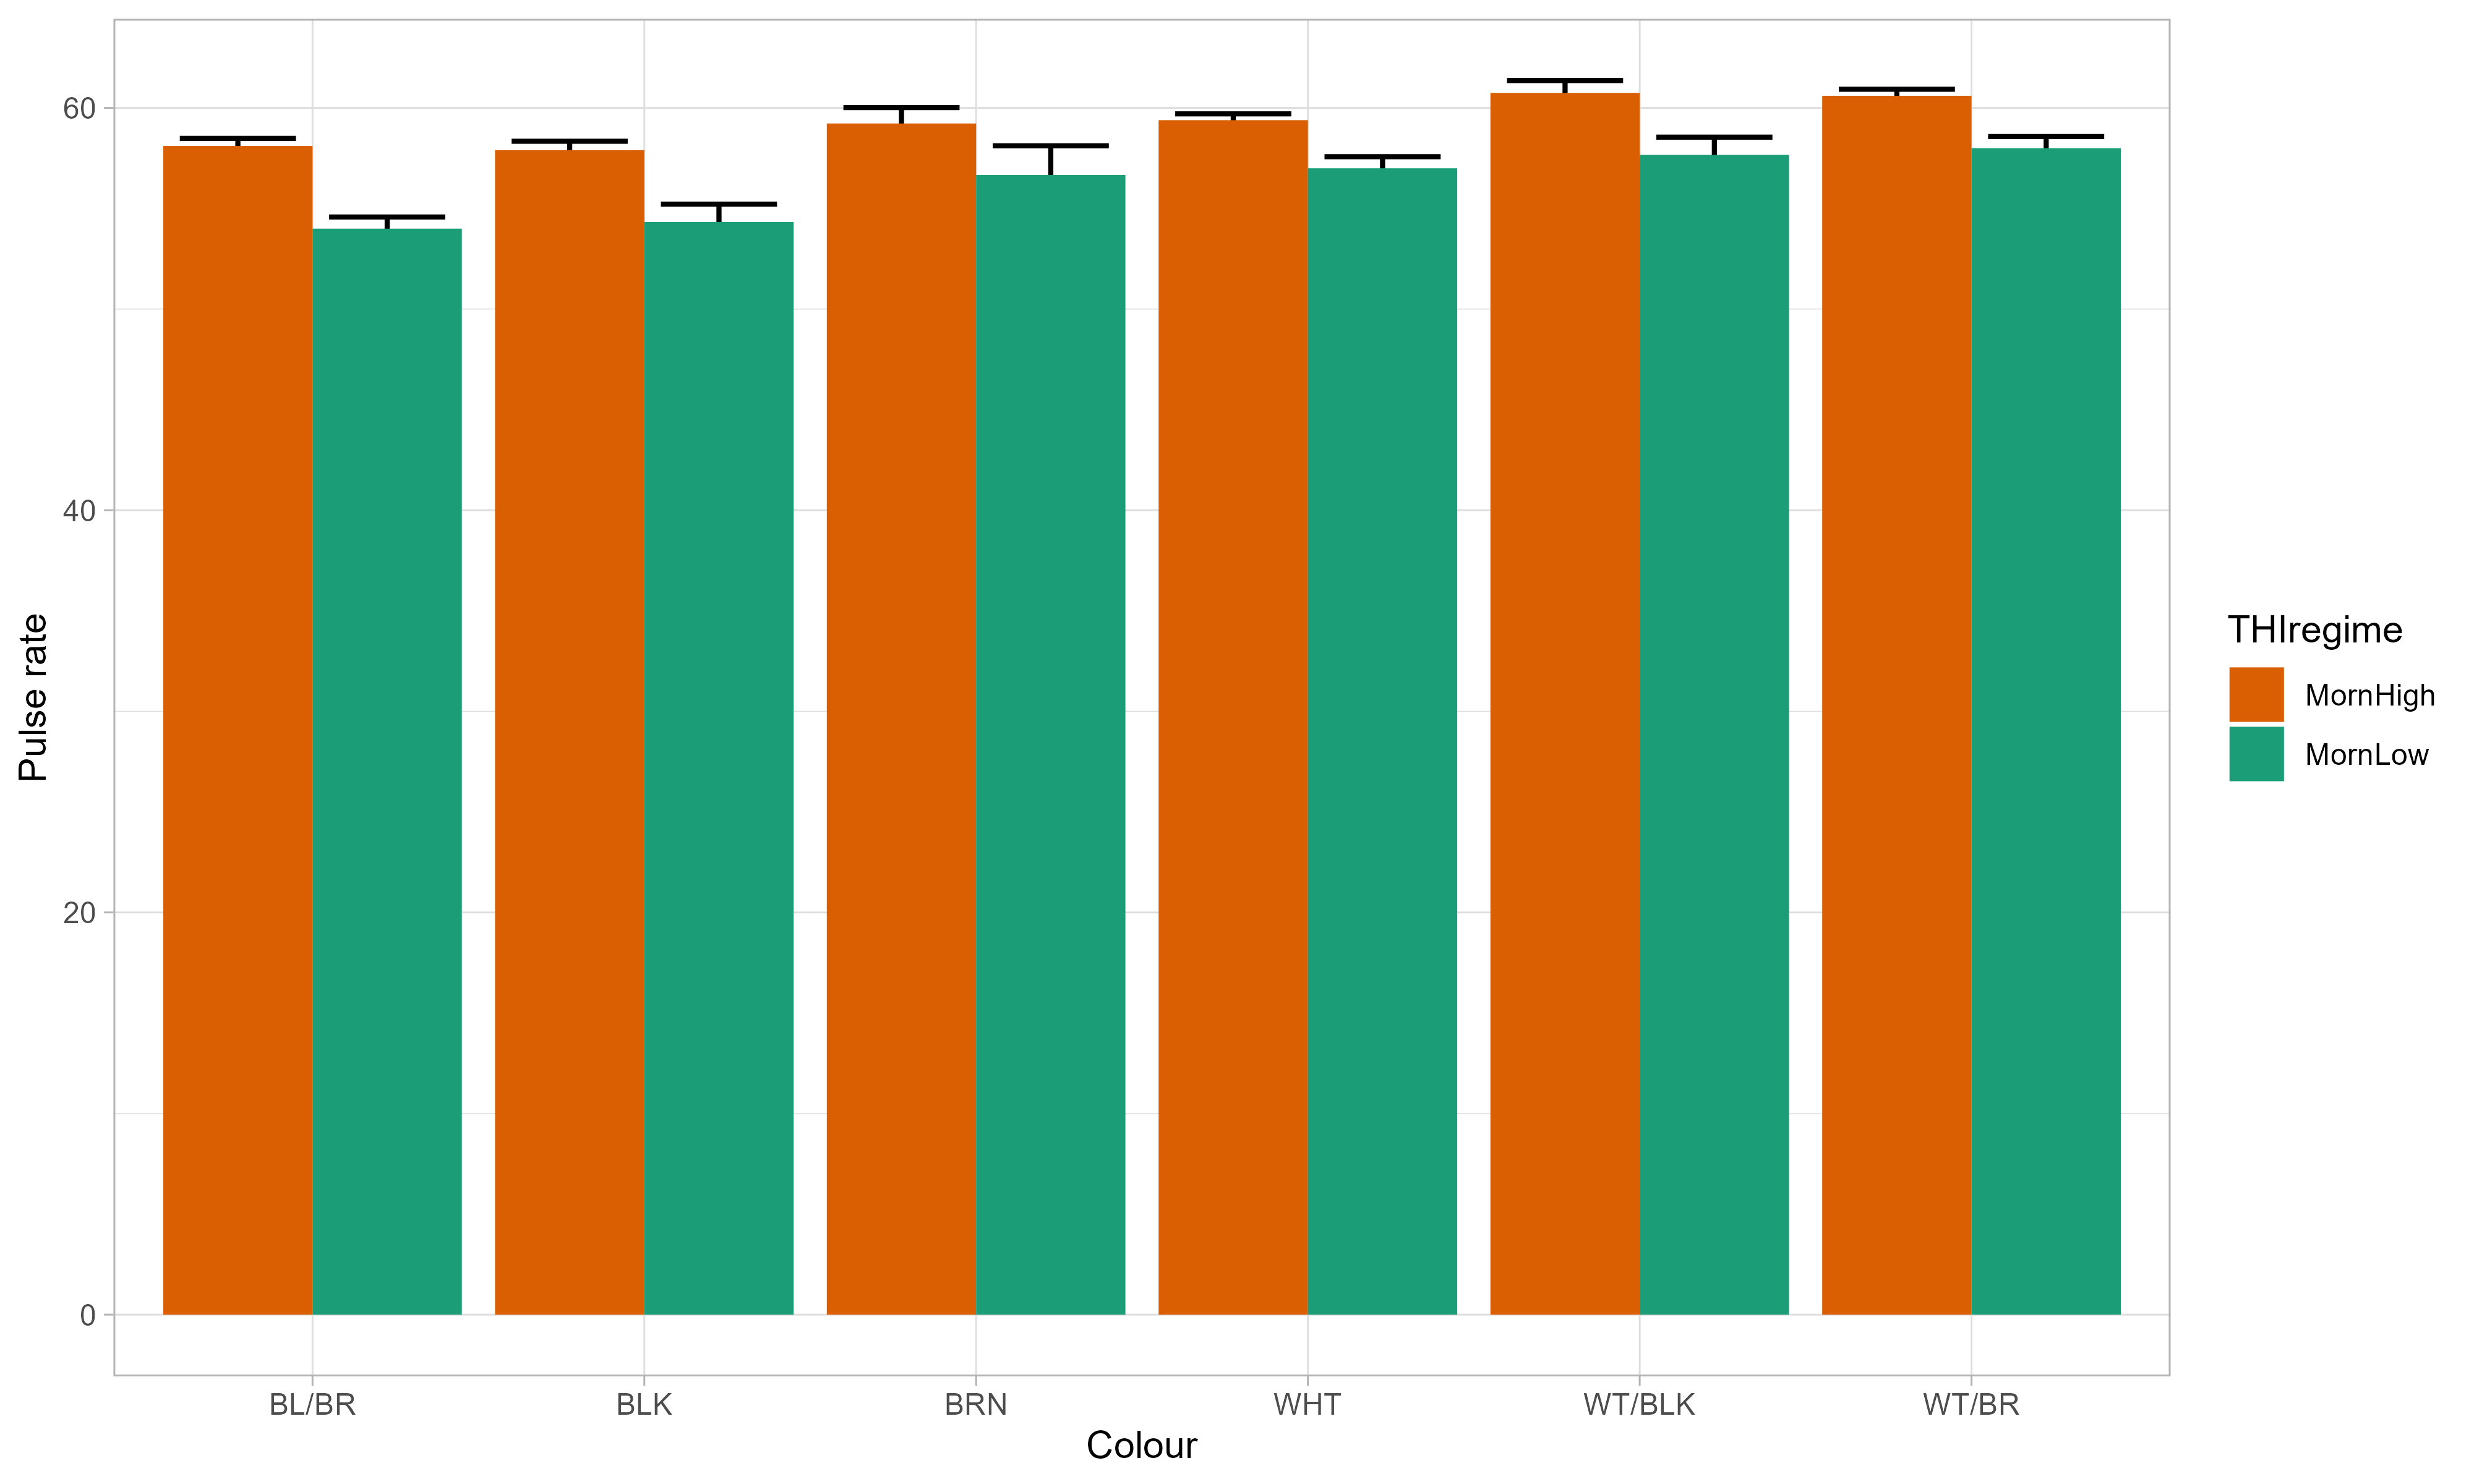 60
40
20
0
Pulse rate
BL/BR BLK BRN WHT WT/BLK WT/BR
Colour
THIregime
MornHigh
MornLow